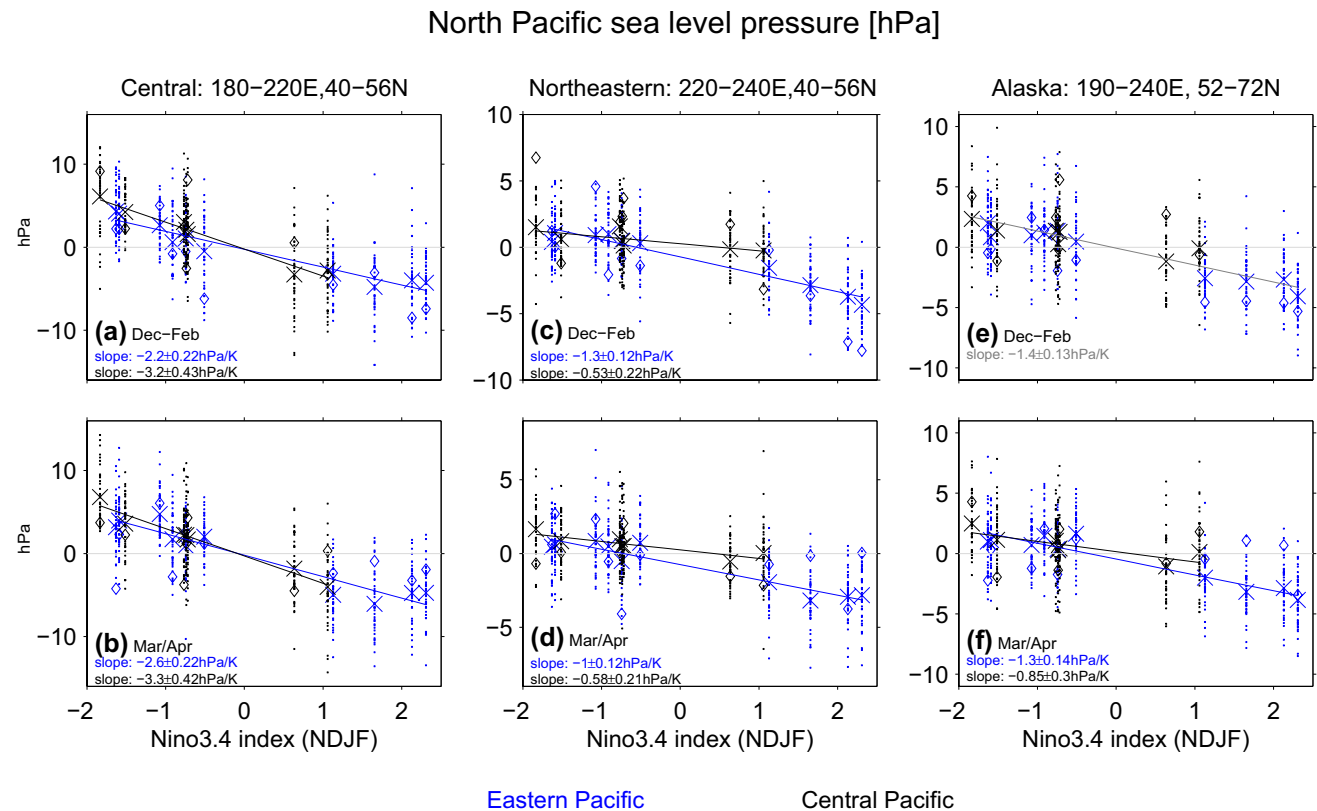 North Pacific sea level pressure [hPa]
Central: 180−220E,40−56N
Northeastern: 220−240E,40−56N
Alaska: 190−240E, 52−72N
hPa
10
0
−10
(a) Dec−Feb
slope: −2.2±0.22hPa/K
slope: −3.2±0.43hPa/K
10
5
0
−5
−10
(c) Dec−Feb
slope: −1.3±0.12hPa/K
slope: −0.53±0.22hPa/K
10
5
0
−5
−10
(e) Dec−Feb
slope: −1.4±0.13hPa/K
hPa
10
0
−10
(b) Mar/Apr
slope: −2.6±0.22hPa/K
slope: −3.3±0.42hPa/K
5
0
−5
(d) Mar/Apr
slope: −1±0.12hPa/K
slope: −0.58±0.21hPa/K
10
5
0
−5
−10
(f) Mar/Apr
slope: −1.3±0.14hPa/K
slope: −0.85±0.3hPa/K
−2 −1 0 1 2
−2 −1 0 1 2
−2 −1 0 1 2
Nino3.4 index (NDJF)
Nino3.4 index (NDJF)
Nino3.4 index (NDJF)
Eastern Pacific
Central Pacific